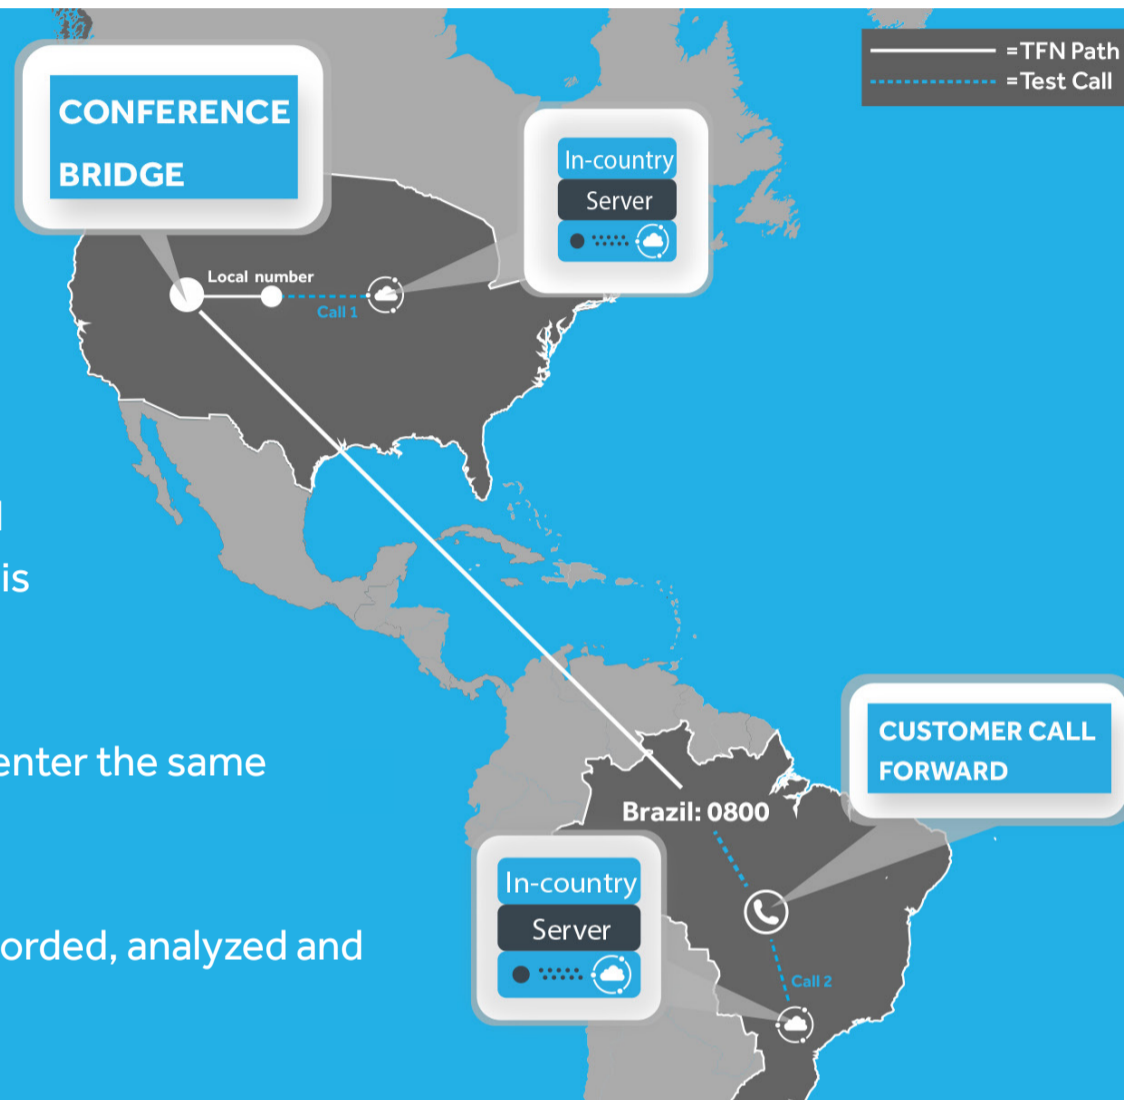 CONFERENCE
BRIDGE
=TFN Path
=Test Call
In-country
Server
Local number
Call 1
is
enter the same
CUSTOMER CALL
FORWARD
Brazil: 0800
In-country
Server
orded, analyzed and
Call 2